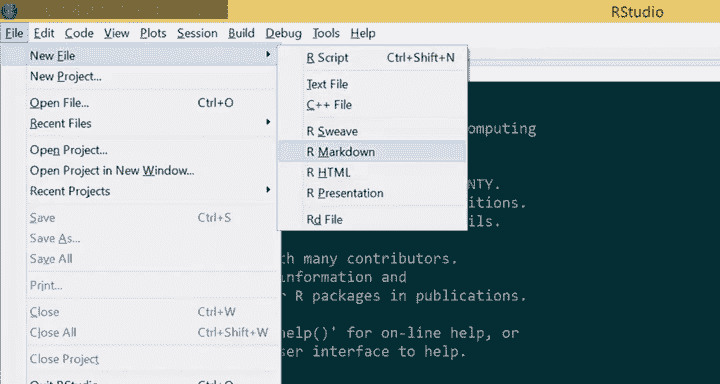 RStudio
File Edit Code View Plots Session Build Debug Tools Help
New File
New Project...
Open File... Ctrl+O
Recent Files
Open Project...
Open Project in New Window...
Recent Projects
Save Ctrl+S
Save As...
Save All
Print...
Close Ctrl+W
Close All Ctrl+Shift+W
Close Project
Quit RStudio Ctrl+Q
R Script Ctrl+Shift+N
Text File
C++ File
R Sweave
R Markdown
R HTML
R Presentation
Rd File
omputing
NTY.
itions.
ils.
th many contributors.
information and
r R packages in publications.
help()' for on-line help, or
ser interface to help.